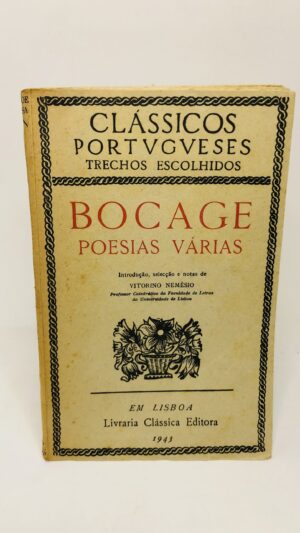 CLÁSSICOS
PORTVGVESES
TRECHOS ESCOLHIDOS
BOCAGE
POESIAS VÁRIAS
Introdução, selecção e notas de
VITORINO NEMÉSIO
Professor Catedrático da Faculdade de Letras
da Universidade de Lisboa
EM LISBOA
Livraria Clássica Editora
1943